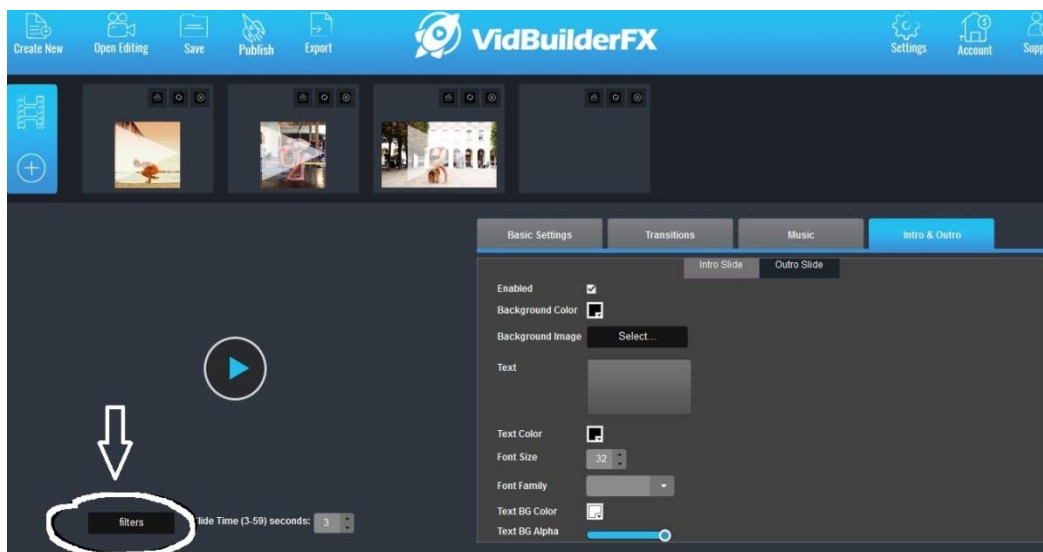 Create New
Open Editing
Save
Publish
Export
VidBuilderFX
Settings
Account
Basic Settings
Transitions
Music
Intro & Outro
Intro Slide
Outro Slide
Enabled
Background Color
Background Image
Select...
Text
Text Color
Font Size
32
Font Family
Text BG Color
Text BG Alpha
filters
Time (3-59) seconds:
3